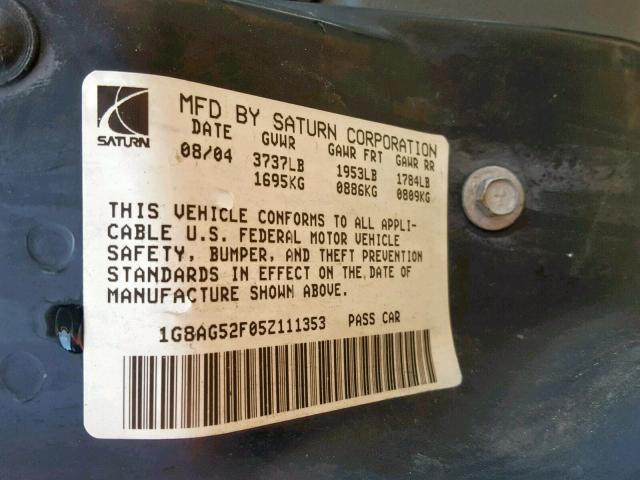 SATURN
MFD BY SATURN CORPORATION
DATE GVWR GAWR FRT GAWR RR
08/04 3737LB 1953LB 1784LB
1695KG 0886KG 0809KG
THIS VEHICLE CONFORMS TO ALL APPLI-
CABLE U.S. FEDERAL MOTOR VEHICLE
SAFETY, BUMPER, AND THEFT PREVENTION
STANDARDS IN EFFECT ON THE DATE OF
MANUFACTURE SHOWN ABOVE.
1G8AG52F05Z111353 PASS CAR